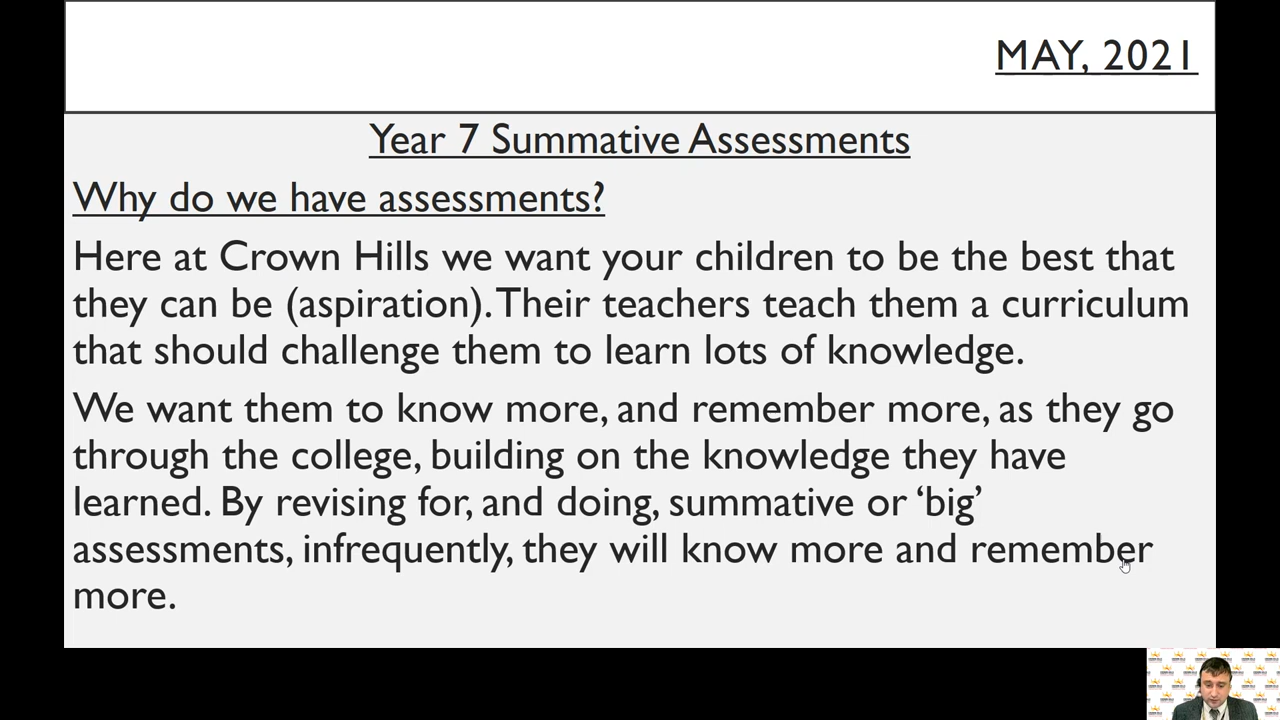 MAY, 2021
Year 7 Summative Assessments
Why do we have assessments?
Here at Crown Hills we want your children to be the best that
they can be (aspiration). Their teachers teach them a curriculum
that should challenge them to learn lots of knowledge.
We want them to know more, and remember more, as they go
through the college, building on the knowledge they have
learned. By revising for, and doing, summative or ‘big’
assessments, infrequently, they will know more and remember
more.